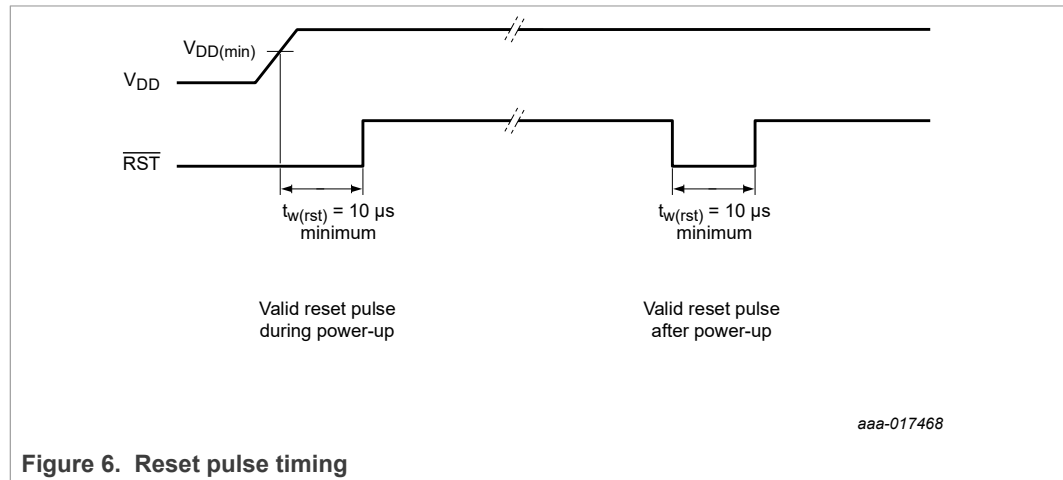 VDD(min)
VDD
RST
tw(rst) = 10 µs
minimum
tw(rst) = 10 µs
minimum
Valid reset pulse
during power-up
Valid reset pulse
after power-up
aaa-017468
Figure 6. Reset pulse timing